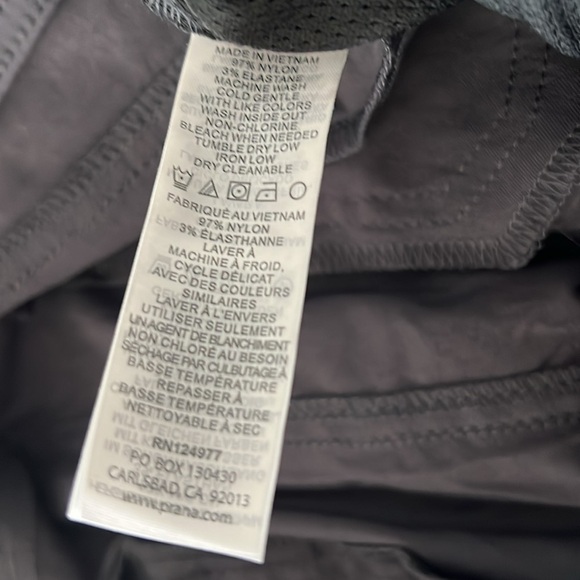 MADE IN VIETNAM
97% NYLON
3% ELASTANE
MACHINE WASH
COLD GENTLE
WITH LIKE COLORS
WASH INSIDE OUT
NON-CHLORINE
BLEACH WHEN NEEDED
TUMBLE DRY LOW
IRON LOW
DRY CLEANABLE
FABRIQUÉ AU VIETNAM
97% NYLON
3% ÉLASTHANNE
LAVER À
MACHINE À FROID,
CYCLE DÉLICAT
AVEC DES COULEURS
SIMILAIRES
LAVER À L'ENVERS
UTILISER SEULEMENT
UN AGENT DE BLANCHIMENT
NON CHLORÉ AU BESOIN
SÉCHAGE PAR CULBUTAGE À
BASSE TEMPÉRATURE
REPASSER À
BASSE TEMPÉRATURE
NETTOYABLE À SEC
RN124977
PO BOX 130430
CARLSBAD, CA 92013
www.prana.com